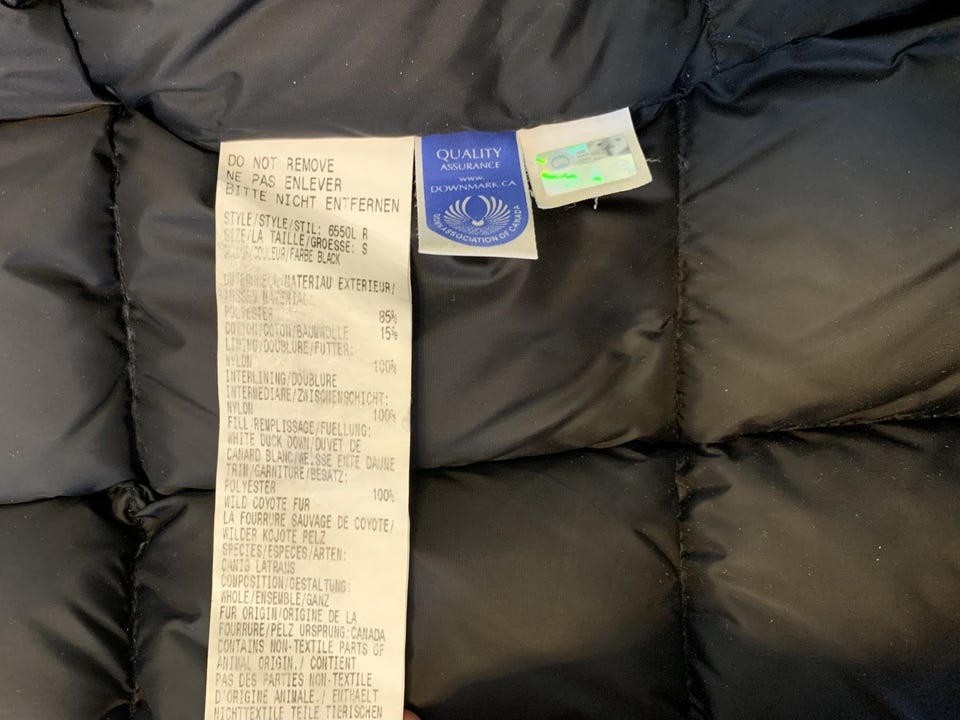 DO NOT REMOVE
NE PAS ENLEVER
BITTE NICHT ENTFERNEN
STYLE/STYLE/STIL: 6550L R
SIZE/LA TAILLE/GROESSE: S
COLOUR/COULEUR/FARBE BLACK
MATERIAU EXTERIEUR/
POLYESTER 85%
COTTON/COTON/BAUMWOLLE 15%
LINING/DOUBLURE/FUTTER:
NYLON 100%
INTERLINING/DOUBLURE
INTERMEDIARE/ZWISCHENSCHICHT:
NYLON 100%
FILL/REMPLISSAGE/FUELLUNG:
WHITE DUCK DOWN/DUVET DE
CANARD BLANC/WEISSE ENTE DAUNE
TRIM/GARNITURE/BESATZ:
POLYESTER 100%
WILD COYOTE FUR
LA FOURRURE SAUVAGE DE COYOTE/
WILDER KOJOTE PELZ
SPECIES/ESPECES/ARTEN:
CANIS LATRANS
COMPOSITION/GESTALTUNG:
WHOLE/ENSEMBLE/GANZ
FUR ORIGIN/ORIGINE DE LA
FOURRURE/PELZ URSPRUNG:CANADA
CONTAINS NON-TEXTILE PARTS OF
ANIMAL ORIGIN./ CONTIENT
PAS DES PARTIES NON-TEXTILE
D'ORIGINE ANIMALE./ ENTHAELT
NICHTTEXTILE TEILE TIERISCHEN
QUALITY
ASSURANCE
www.
DOWNMARK.CA
DOWN ASSOCIATION OF CANADA